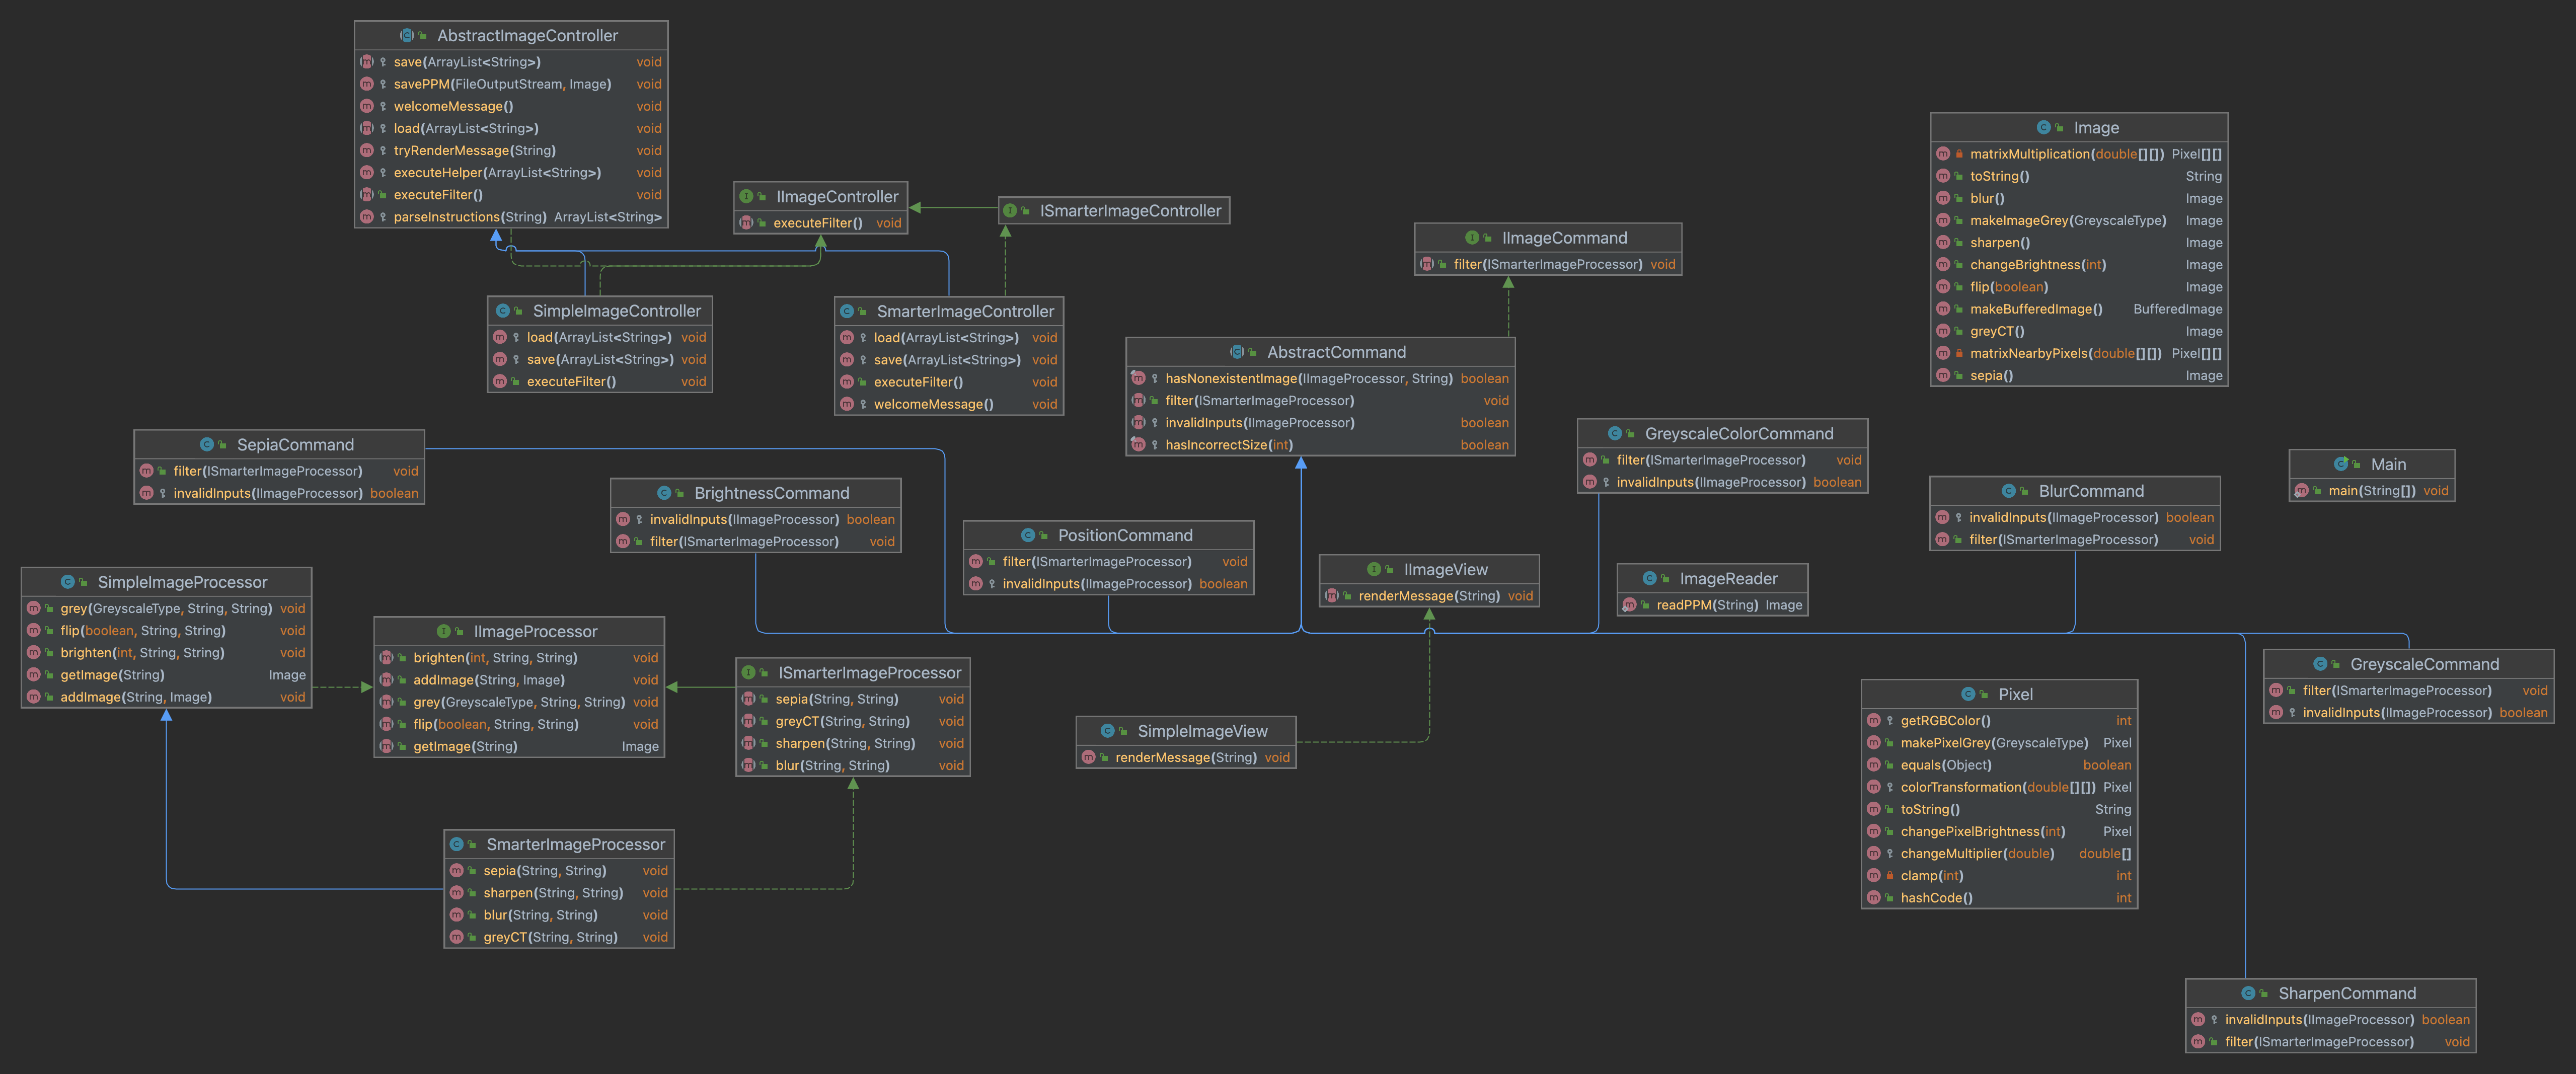 AbstractImageController
save(ArrayList<String>) void
savePPM(FileOutputStream, Image) void
welcomeMessage() void
load(ArrayList<String>) void
tryRenderMessage(String) void
executeHelper(ArrayList<String>) void
executeFilter() void
parseInstructions(String) ArrayList<String>
IImageController
executeFilter() void
ISmarterImageController
SimpleImageController
load(ArrayList<String>) void
save(ArrayList<String>) void
executeFilter() void
SmarterImageController
load(ArrayList<String>) void
save(ArrayList<String>) void
executeFilter() void
welcomeMessage() void
IImageCommand
filter(ISmarterImageProcessor) void
AbstractCommand
hasNonexistentImage(IImageProcessor, String) boolean
filter(ISmarterImageProcessor) void
invalidInputs(IImageProcessor) boolean
hasIncorrectSize(int) boolean
Image
matrixMultiplication(double[][]) Pixel[][]
toString() String
blur() Image
makeImageGrey(GreyscaleType) Image
sharpen() Image
changeBrightness(int) Image
flip(boolean) Image
makeBufferedImage() BufferedImage
greyCT() Image
matrixNearbyPixels(double[][]) Pixel[][]
sepia() Image
SepiaCommand
filter(ISmarterImageProcessor) void
invalidInputs(IImageProcessor) boolean
BrightnessCommand
invalidInputs(IImageProcessor) boolean
filter(ISmarterImageProcessor) void
PositionCommand
filter(ISmarterImageProcessor) void
invalidInputs(IImageProcessor) boolean
GreyscaleColorCommand
filter(ISmarterImageProcessor) void
invalidInputs(IImageProcessor) boolean
BlurCommand
invalidInputs(IImageProcessor) boolean
filter(ISmarterImageProcessor) void
Main
main(String[]) void
IImageView
renderMessage(String) void
ImageReader
readPPM(String) Image
SimpleImageProcessor
grey(GreyscaleType, String, String) void
flip(boolean, String, String) void
brighten(int, String, String) void
getImage(String) Image
addImage(String, Image) void
IImageProcessor
brighten(int, String, String) void
addImage(String, Image) void
grey(GreyscaleType, String, String) void
flip(boolean, String, String) void
getImage(String) Image
ISmarterImageProcessor
sepia(String, String) void
greyCT(String, String) void
sharpen(String, String) void
blur(String, String) void
SimpleImageView
renderMessage(String) void
Pixel
getRGBColor() int
makePixelGrey(GreyscaleType) Pixel
equals(Object) boolean
colorTransformation(double[][]) Pixel
toString() String
changePixelBrightness(int) Pixel
changeMultiplier(double) double[]
clamp(int) int
hashCode() int
GreyscaleCommand
filter(ISmarterImageProcessor) void
invalidInputs(IImageProcessor) boolean
SmarterImageProcessor
sepia(String, String) void
sharpen(String, String) void
blur(String, String) void
greyCT(String, String) void
SharpenCommand
invalidInputs(IImageProcessor) boolean
filter(ISmarterImageProcessor) void